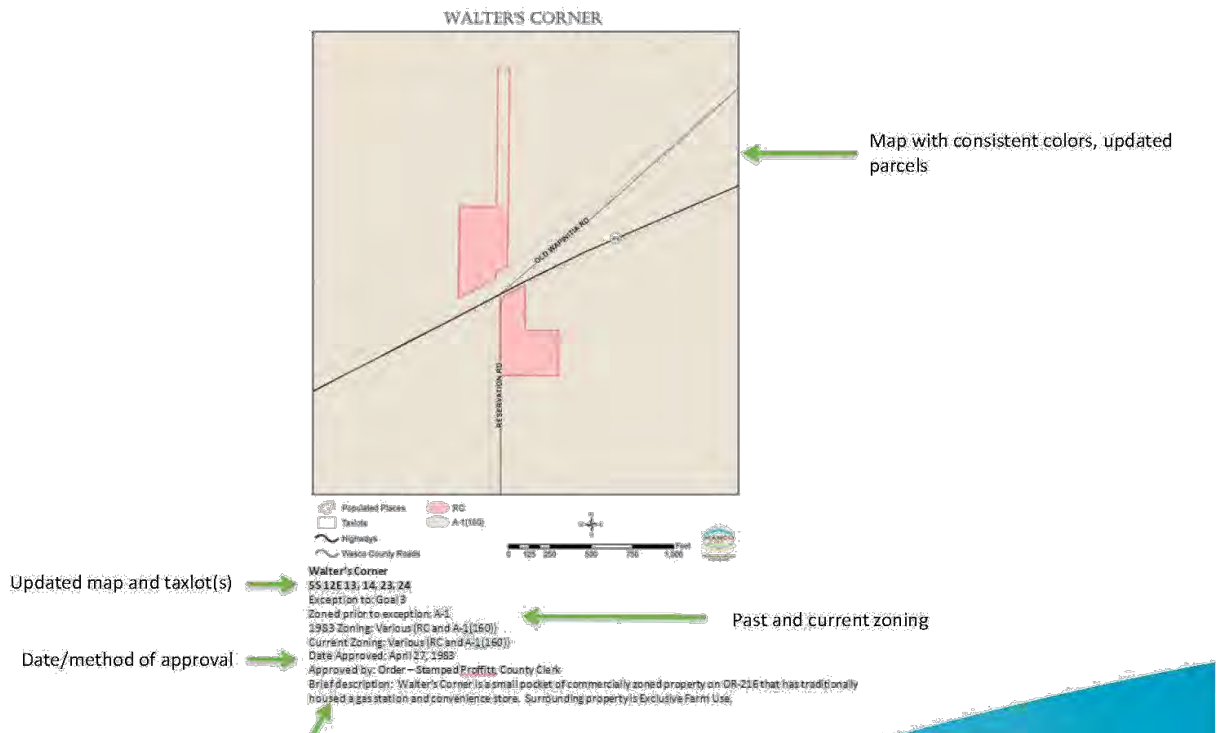 WALTER'S CORNER
Map with consistent colors, updated
parcels
OLD WAPINITIA RD
RESERVATION RD
Populated Places
RC
Taxlots
A-1(160)
Highways
Wasco County Roads
0 125 250 500 750 1,000
Feet
WASCO
Updated map and taxlot(s)
Walter's Corner
5S 12E 13, 14, 23, 24
Exception to: Goal 3
Zoned prior to exception: A-1
Past and current zoning
1983 Zoning: Various (RC and A-1(160))
Current Zoning: Various (RC and A-1(160))
Date/method of approval
Date Approved: April 27, 1983
Approved by: Order – Stamped Proffitt, County Clerk
Brief description: Walter's Corner is a small pocket of commercially zoned property on OR-216 that has traditionally
housed a gas station and convenience store. Surrounding property is Exclusive Farm Use.